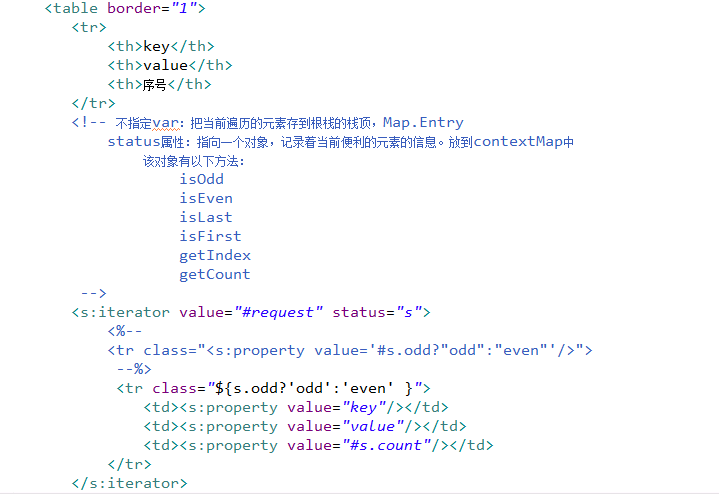 <table border="1">
<tr>
<th>key</th>
<th>value</th>
<th>序号</th>
</tr>
<!-- 不指定var：把当前遍历的元素存到根栈的栈顶，Map.Entry
status属性：指向一个对象，记录着当前便利的元素的信息。放到contextMap中
该对象有以下方法：
isOdd
isEven
isLast
isFirst
getIndex
getCount
-->
<s:iterator value="#request" status="s">
<%--
<tr class="<s:property value='#s.odd?"odd":"even"'/>">
--%>
<tr class="${s.odd?'odd':'even' }">
<td><s:property value="key"/></td>
<td><s:property value="value"/></td>
<td><s:property value="#s.count"/></td>
</tr>
</s:iterator>